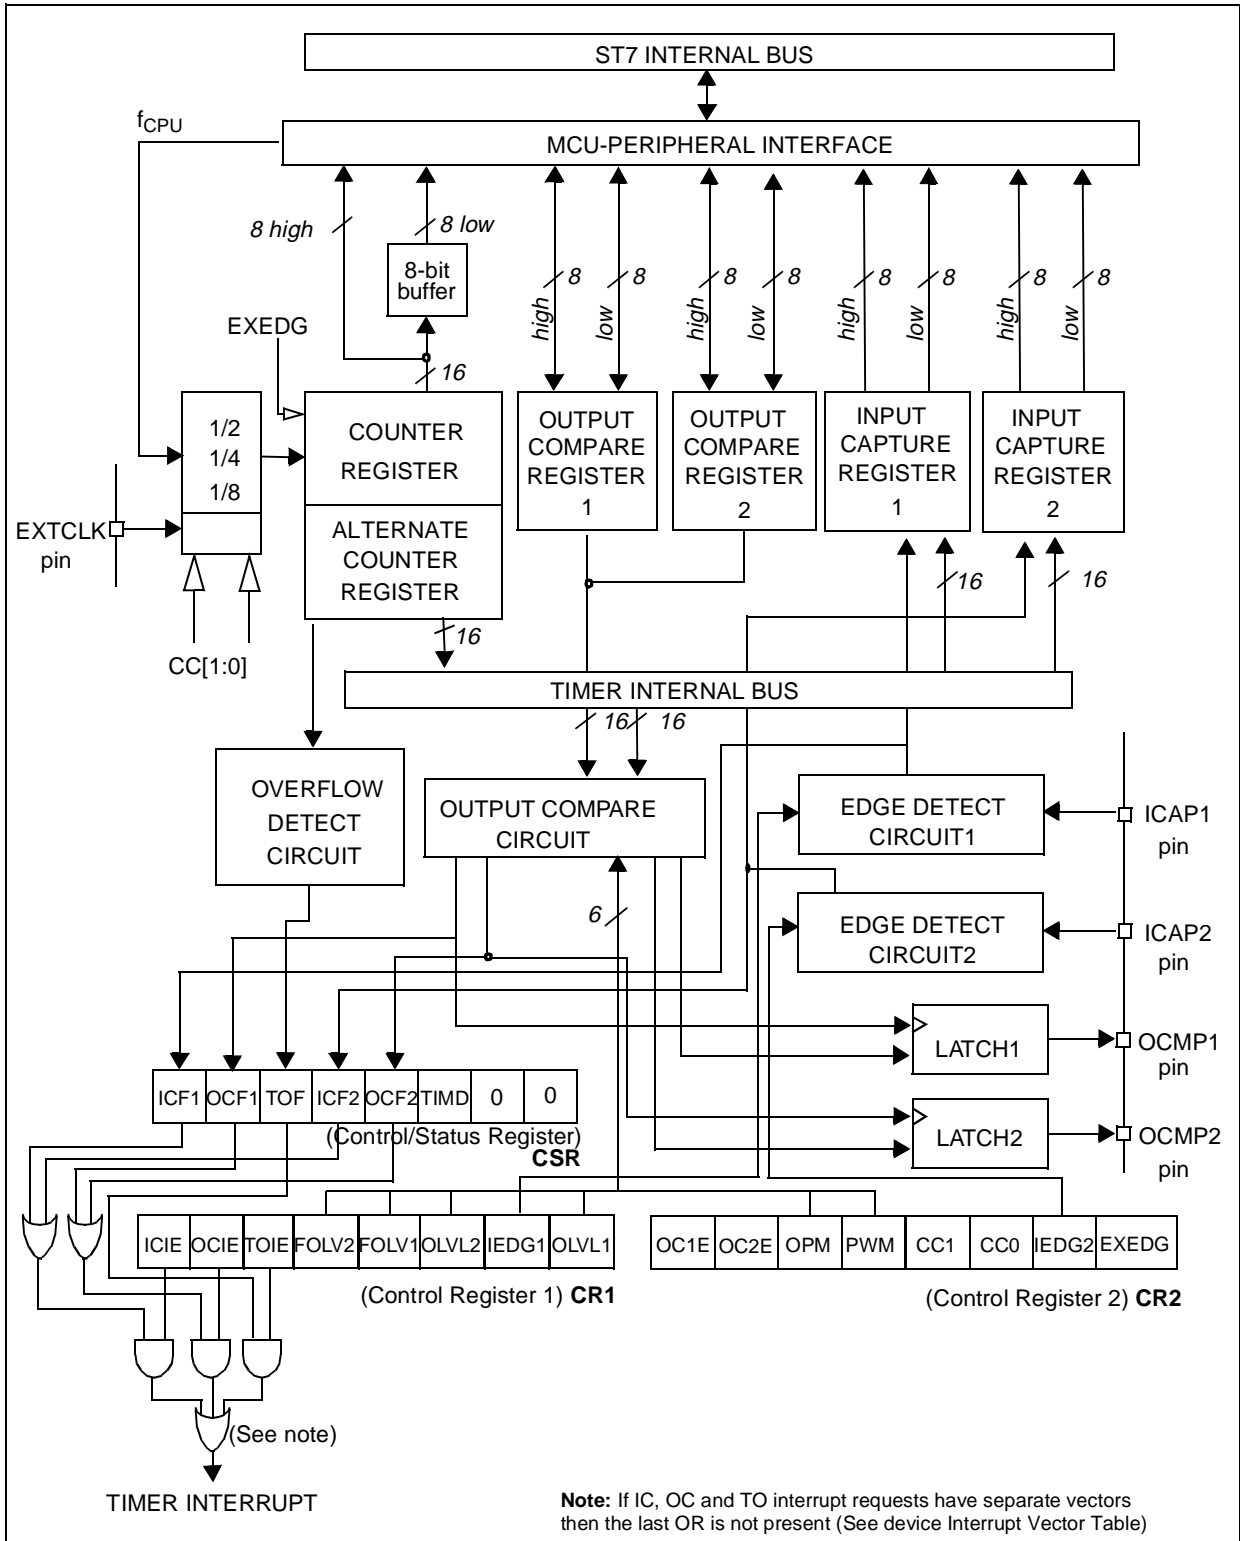 ST7 INTERNAL BUS
fCPU
MCU-PERIPHERAL INTERFACE
8 high
8 low
8-bit
buffer
8
8
8
8
8
8
8
8
high
low
high
low
high
low
high
low
EXEDG
16
1/2
1/4
1/8
COUNTER
REGISTER
OUTPUT
COMPARE
REGISTER
1
OUTPUT
COMPARE
REGISTER
2
INPUT
CAPTURE
REGISTER
1
INPUT
CAPTURE
REGISTER
2
EXTCLK
pin
ALTERNATE
COUNTER
REGISTER
16
16
16
CC[1:0]
TIMER INTERNAL BUS
16
16
OVERFLOW
DETECT
CIRCUIT
OUTPUT COMPARE
CIRCUIT
EDGE DETECT
CIRCUIT1
ICAP1
pin
6
EDGE DETECT
CIRCUIT2
ICAP2
pin
LATCH1
OCMP1
pin
ICF1 OCF1 TOF ICF2 OCF2 TIMD 0 0
(Control/Status Register)
CSR
LATCH2
OCMP2
pin
ICIE OCIE TOIE FOLV2 FOLV1 OLVL2 IEDG1 OLVL1
OC1E OC2E OPM PWM CC1 CC0 IEDG2 EXEDG
(Control Register 1) CR1
(Control Register 2) CR2
(See note)
TIMER INTERRUPT
Note: If IC, OC and TO interrupt requests have separate vectors
then the last OR is not present (See device Interrupt Vector Table)